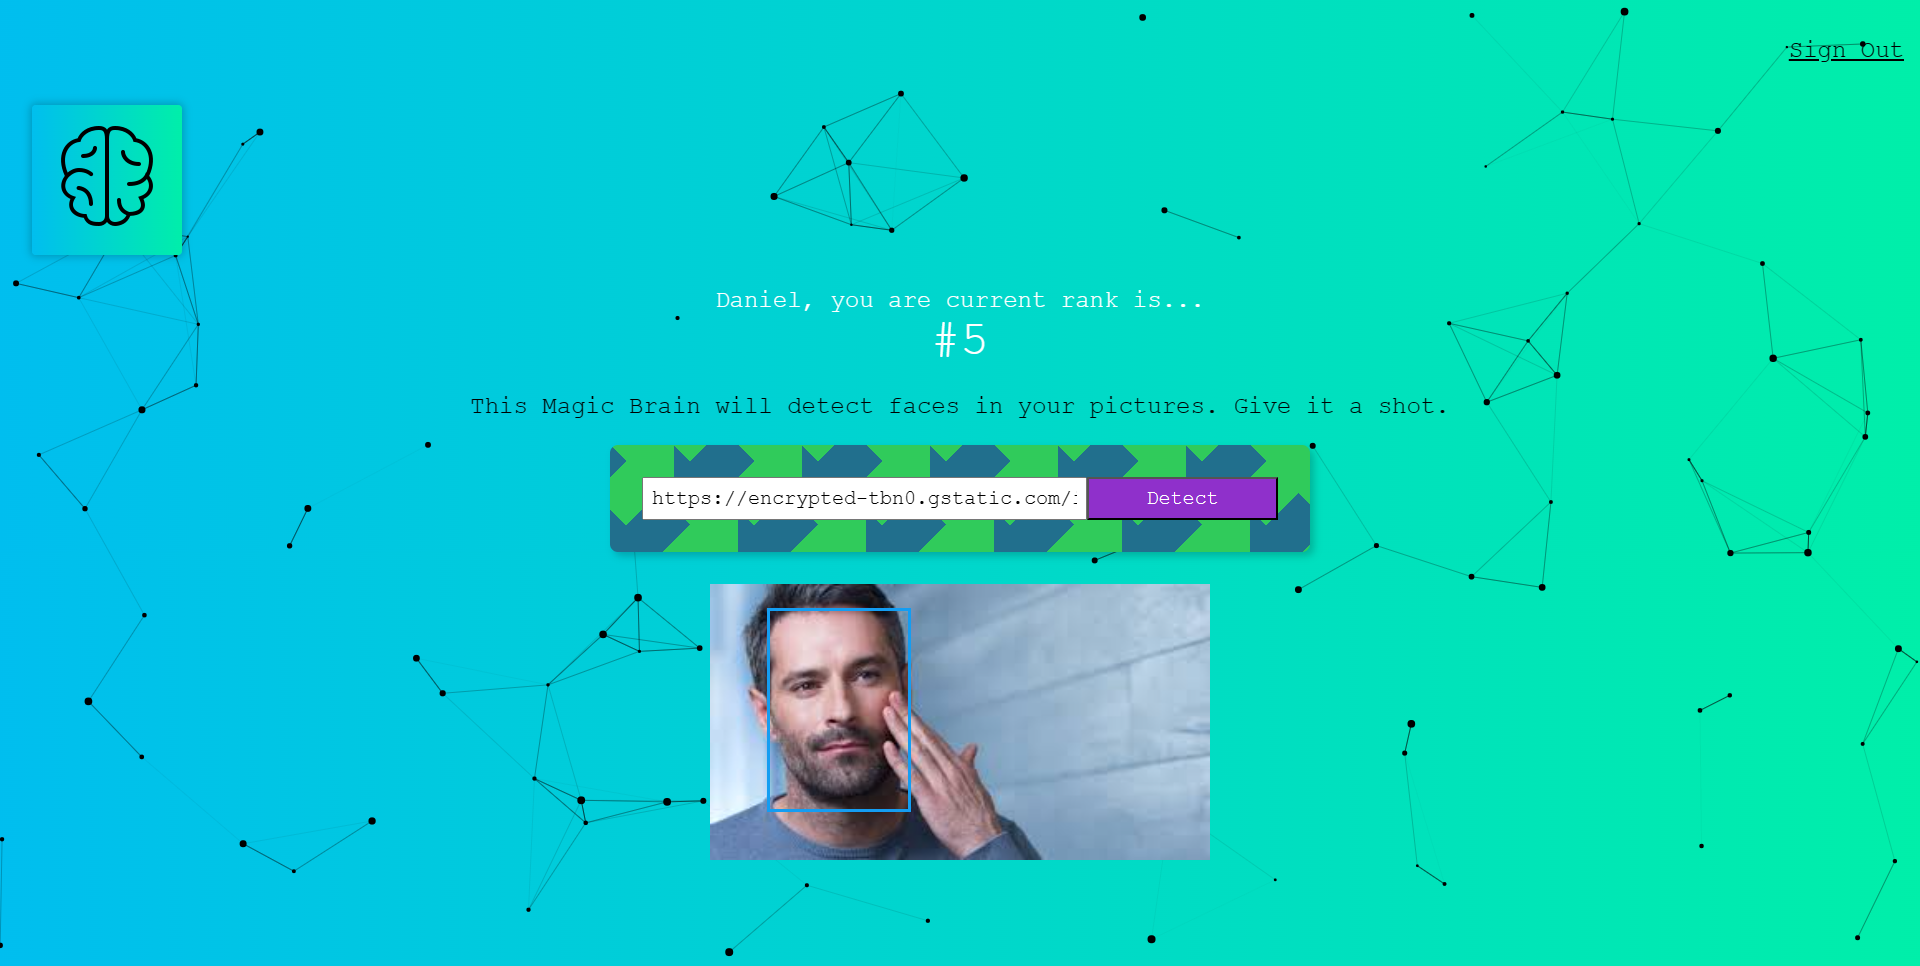 Sign Out
Daniel, you are current rank is...
#5
This Magic Brain will detect faces in your pictures. Give it a shot.
https://encrypted-tbn0.gstatic.com/i
Detect